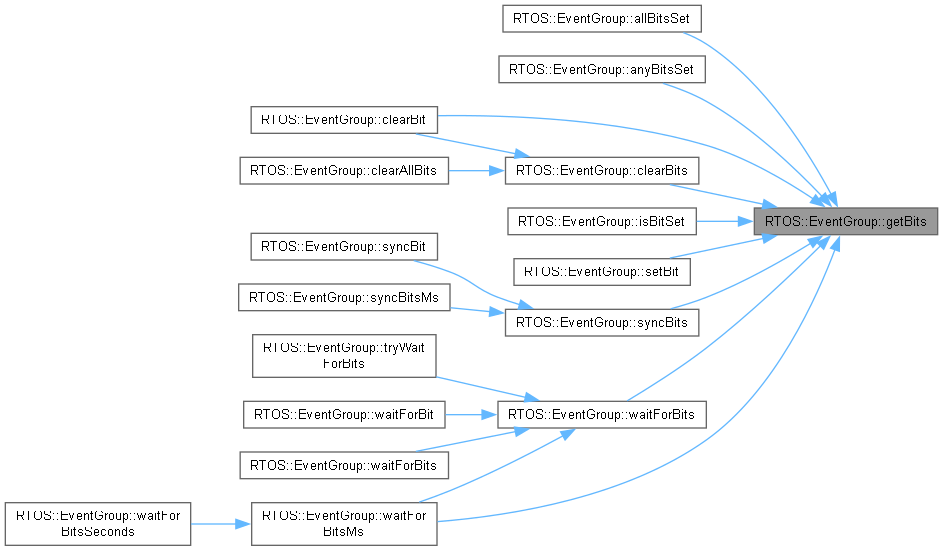 RTOS::EventGroup::allBitsSet
RTOS::EventGroup::anyBitsSet
RTOS::EventGroup::clearBit
RTOS::EventGroup::clearAllBits
RTOS::EventGroup::clearBits
RTOS::EventGroup::isBitSet
RTOS::EventGroup::getBits
RTOS::EventGroup::syncBit
RTOS::EventGroup::setBit
RTOS::EventGroup::syncBitsMs
RTOS::EventGroup::syncBits
RTOS::EventGroup::tryWait
ForBits
RTOS::EventGroup::waitForBit
RTOS::EventGroup::waitForBits
RTOS::EventGroup::waitForBits
RTOS::EventGroup::waitFor
BitsSeconds
RTOS::EventGroup::waitFor
BitsMs